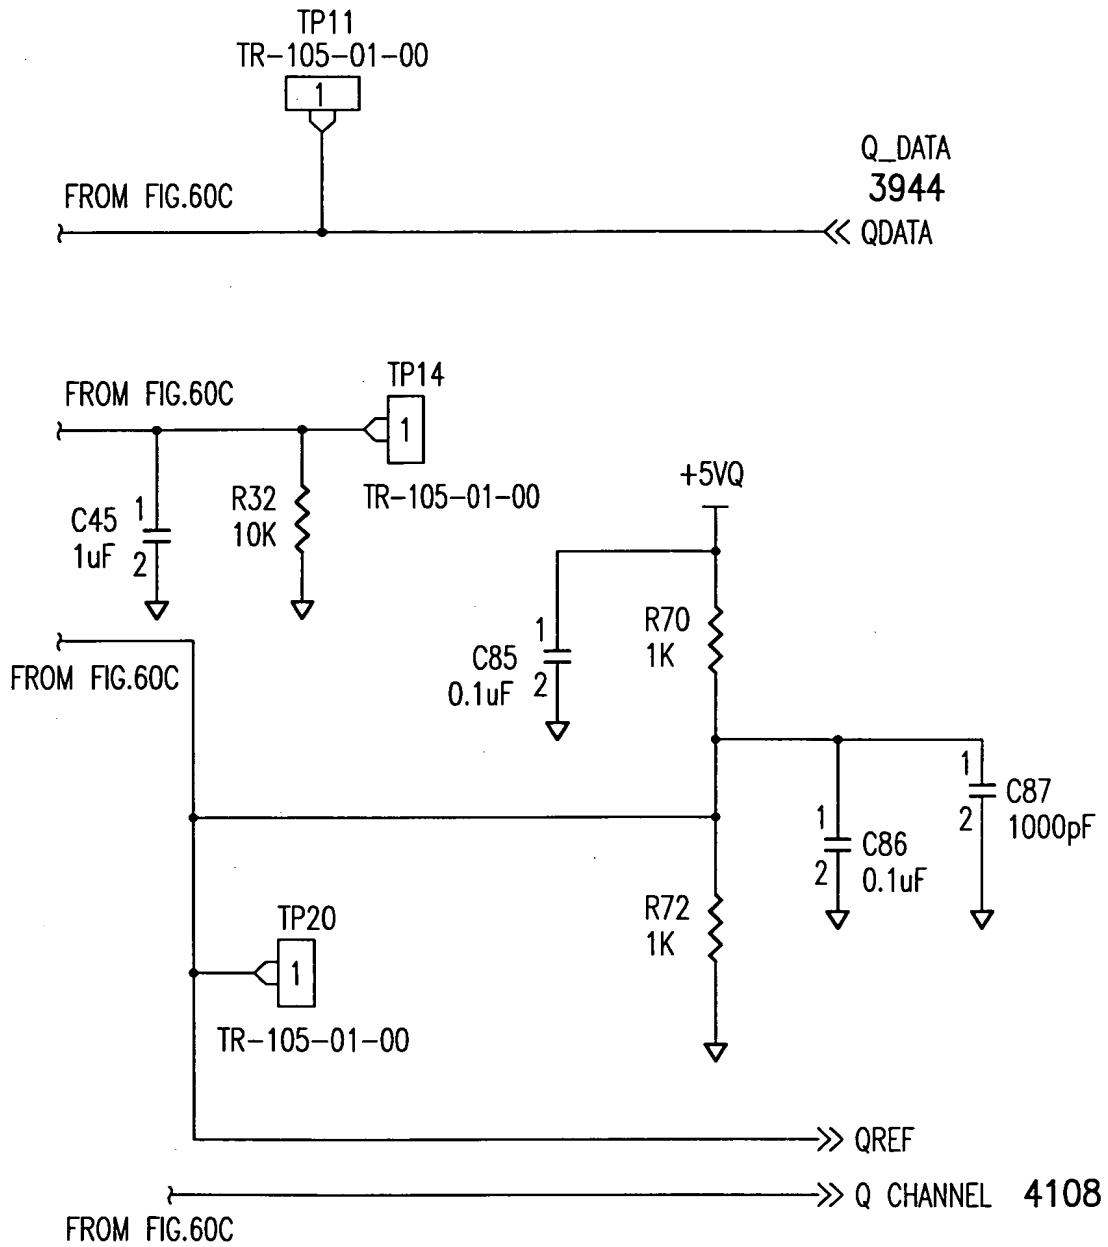 TP11
TR-105-01-00
1
Q_DATA
3944
FROM FIG.60C
QDATA
TP14
FROM FIG.60C
1
TR-105-01-00
+5VQ
C45
1uF
1
2
R32
10K
R70
1K
C85
0.1uF
1
2
FROM FIG.60C
1
2
C87
1000pF
1
2
C86
0.1uF
R72
1K
TP20
1
TR-105-01-00
QREF
Q CHANNEL 4108
FROM FIG.60C